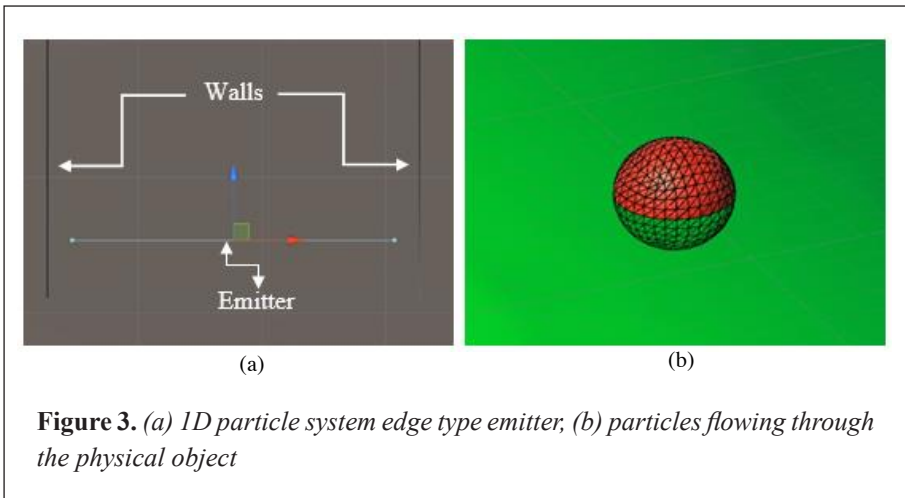 Walls
Emitter
(a)
(b)
Figure 3. (a) 1D particle system edge type emitter, (b) particles flowing through
the physical object